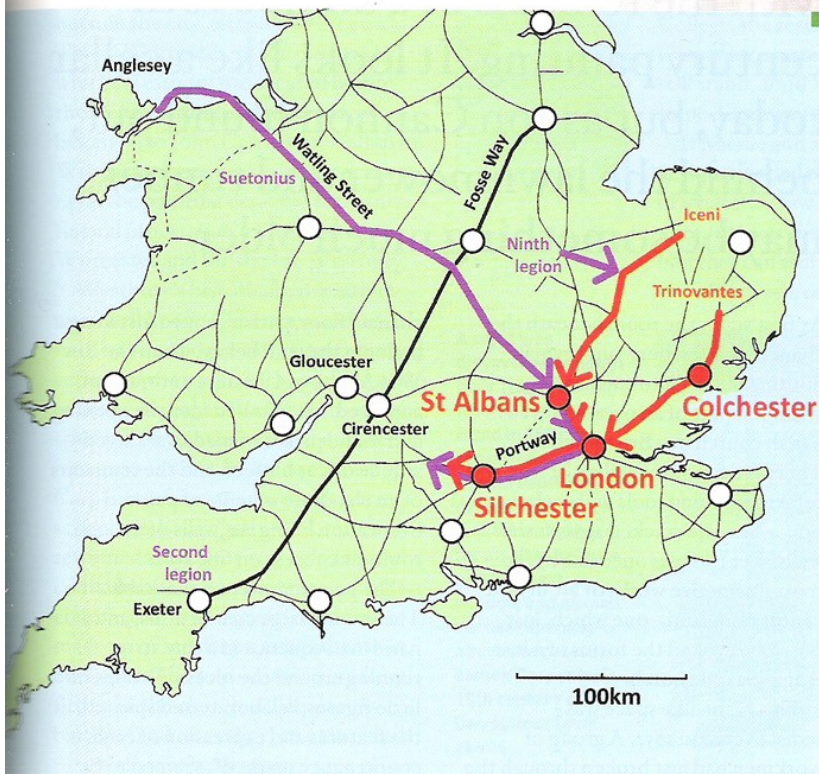 Anglesey
Watling Street
Suetonius
Fosse Way
Iceni
Ninth
legion
Trinovantes
Gloucester
St Albans
Colchester
Cirencester
Portway
London
Silchester
Second
legion
Exeter
100km